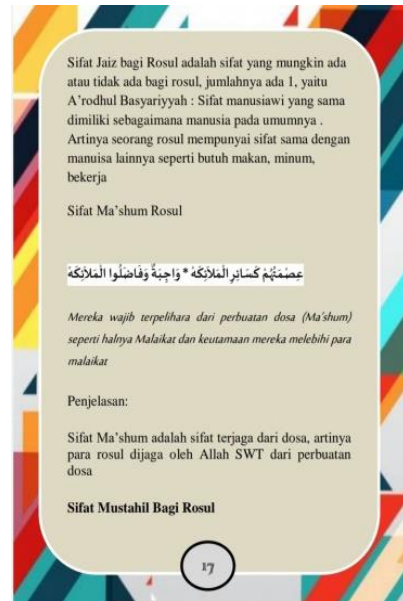 Sifat Jaiz bagi Rosul adalah sifat yang mungkin ada
atau tidak ada bagi rosul, jumlahnya ada 1, yaitu
A'rodhul Basyariyyah : Sifat manusiawi yang sama
dimiliki sebagaimana manusia pada umumnya .
Artinya seorang rosul mempunyai sifat sama dengan
manuisa lainnya seperti butuh makan, minum,
bekerja
Sifat Ma'shum Rosul
عِصْمَتُهُمْ كَسَائِرِ الْمَلاَئِكَهْ * وَاجِبَةٌ وَفَاضَلُوا الْمَلاَئِكَهْ
Mereka wajib terpelihara dari perbuatan dosa (Ma'shum)
seperti halnya Malaikat dan keutamaan mereka melebihi para
malaikat
Penjelasan:
Sifat Ma'shum adalah sifat terjaga dari dosa, artinya
para rosul dijaga oleh Allah SWT dari perbuatan
dosa
Sifat Mustahil Bagi Rosul
17